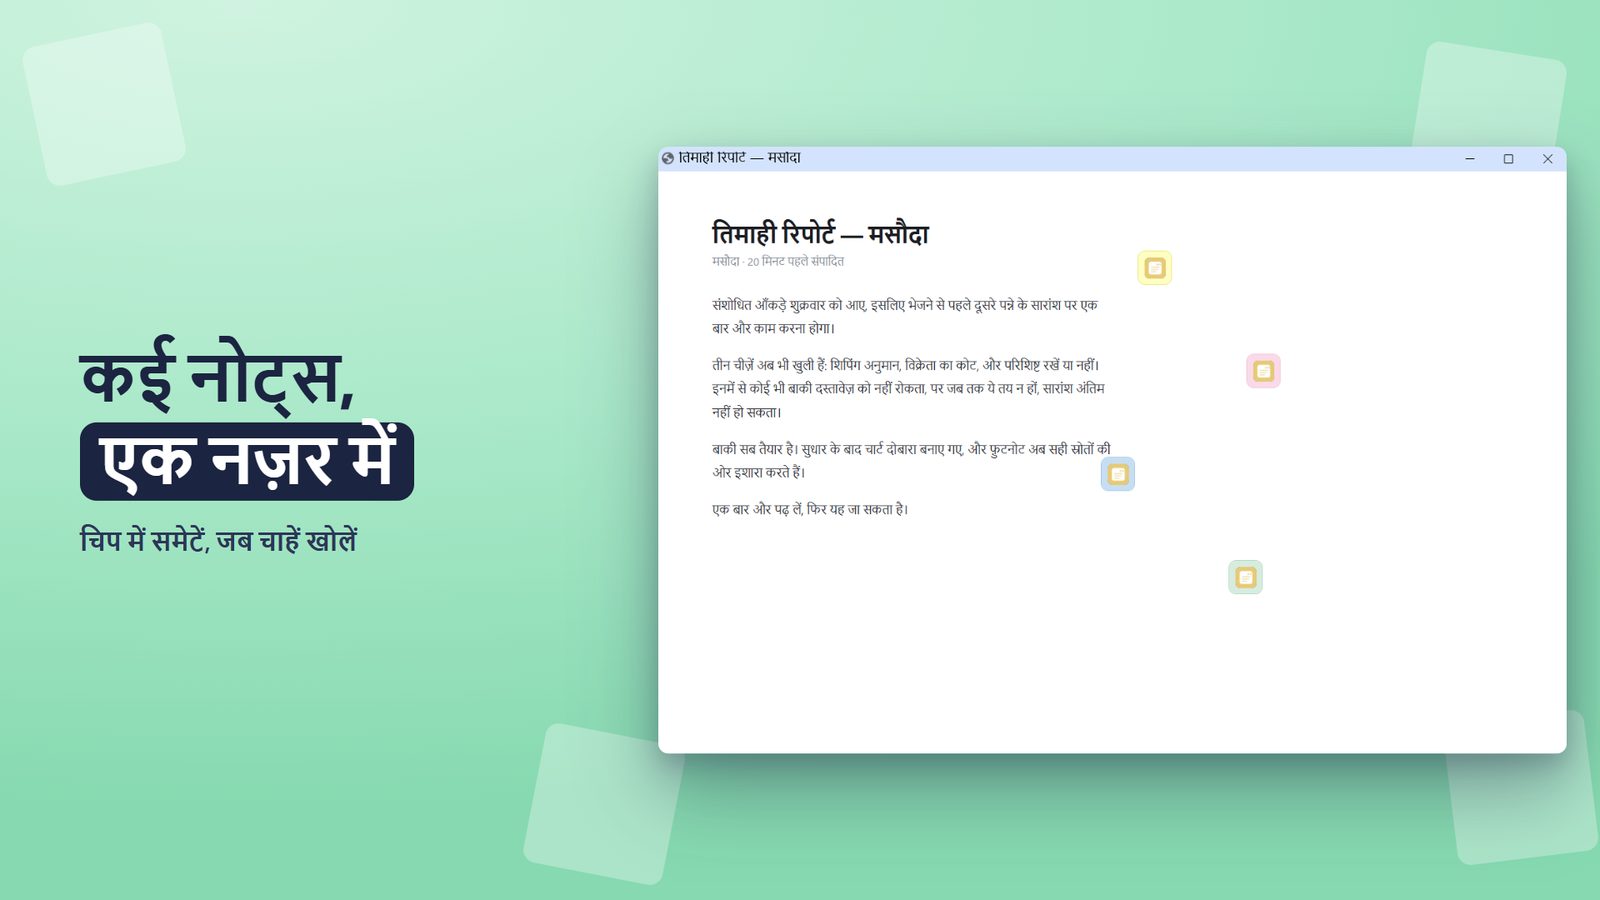 कई नोट्स,
एक नज़र में
चिप में समेटें, जब चाहें खोलें
तिमाही रिपोर्ट — मसौदा
तिमाही रिपोर्ट — मसौदा
मसौदा · 20 मिनट पहले संपादित
संशोधित आँकड़े शुक्रवार को आए, इसलिए भेजने से पहले दूसरे पन्ने के सारांश पर एक
बार और काम करना होगा।
तीन चीज़ें अब भी खुली हैं: शिपिंग अनुमान, विक्रेता का कोट, और परिशिष्ट रखें या नहीं।
इनमें से कोई भी बाकी दस्तावेज़ को नहीं रोकता, पर जब तक ये तय न हों, सारांश अंतिम
नहीं हो सकता।
बाकी सब तैयार है। सुधार के बाद चार्ट दोबारा बनाए गए, और फ़ुटनोट अब सही स्रोतों की
ओर इशारा करते हैं।
एक बार और पढ़ लें, फिर यह जा सकता है।